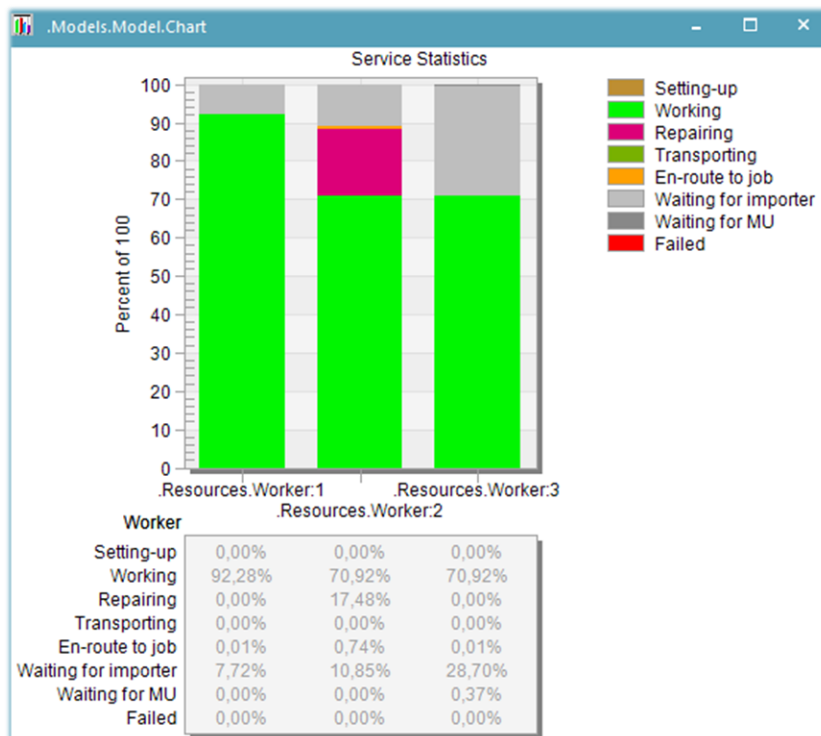 .Models.Model.Chart
Service Statistics
100
90
80
70
60
50
40
30
20
10
0
Percent of 100
Setting-up
Working
Repairing
Transporting
En-route to job
Waiting for importer
Waiting for MU
Failed
.Resources.Worker:1 .Resources.Worker:3
.Resources.Worker:2
Worker
Setting-up 0,00% 0,00% 0,00%
Working 92,28% 70,92% 70,92%
Repairing 0,00% 17,48% 0,00%
Transporting 0,00% 0,00% 0,00%
En-route to job 0,01% 0,74% 0,01%
Waiting for importer 7,72% 10,85% 28,70%
Waiting for MU 0,00% 0,00% 0,37%
Failed 0,00% 0,00% 0,00%